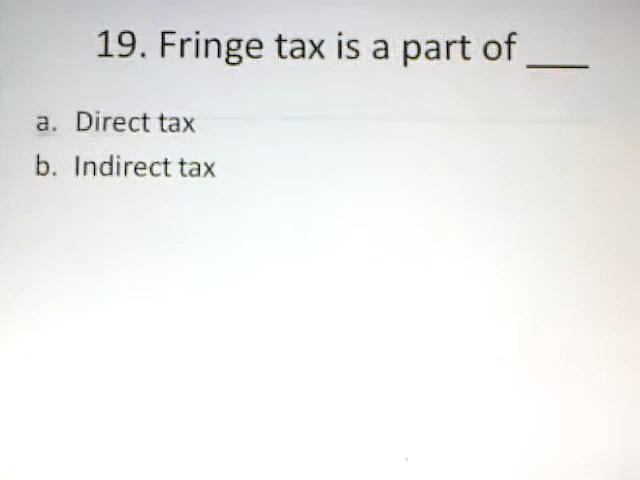 19. Fringe tax is a part of ___
a. Direct tax
b. Indirect tax